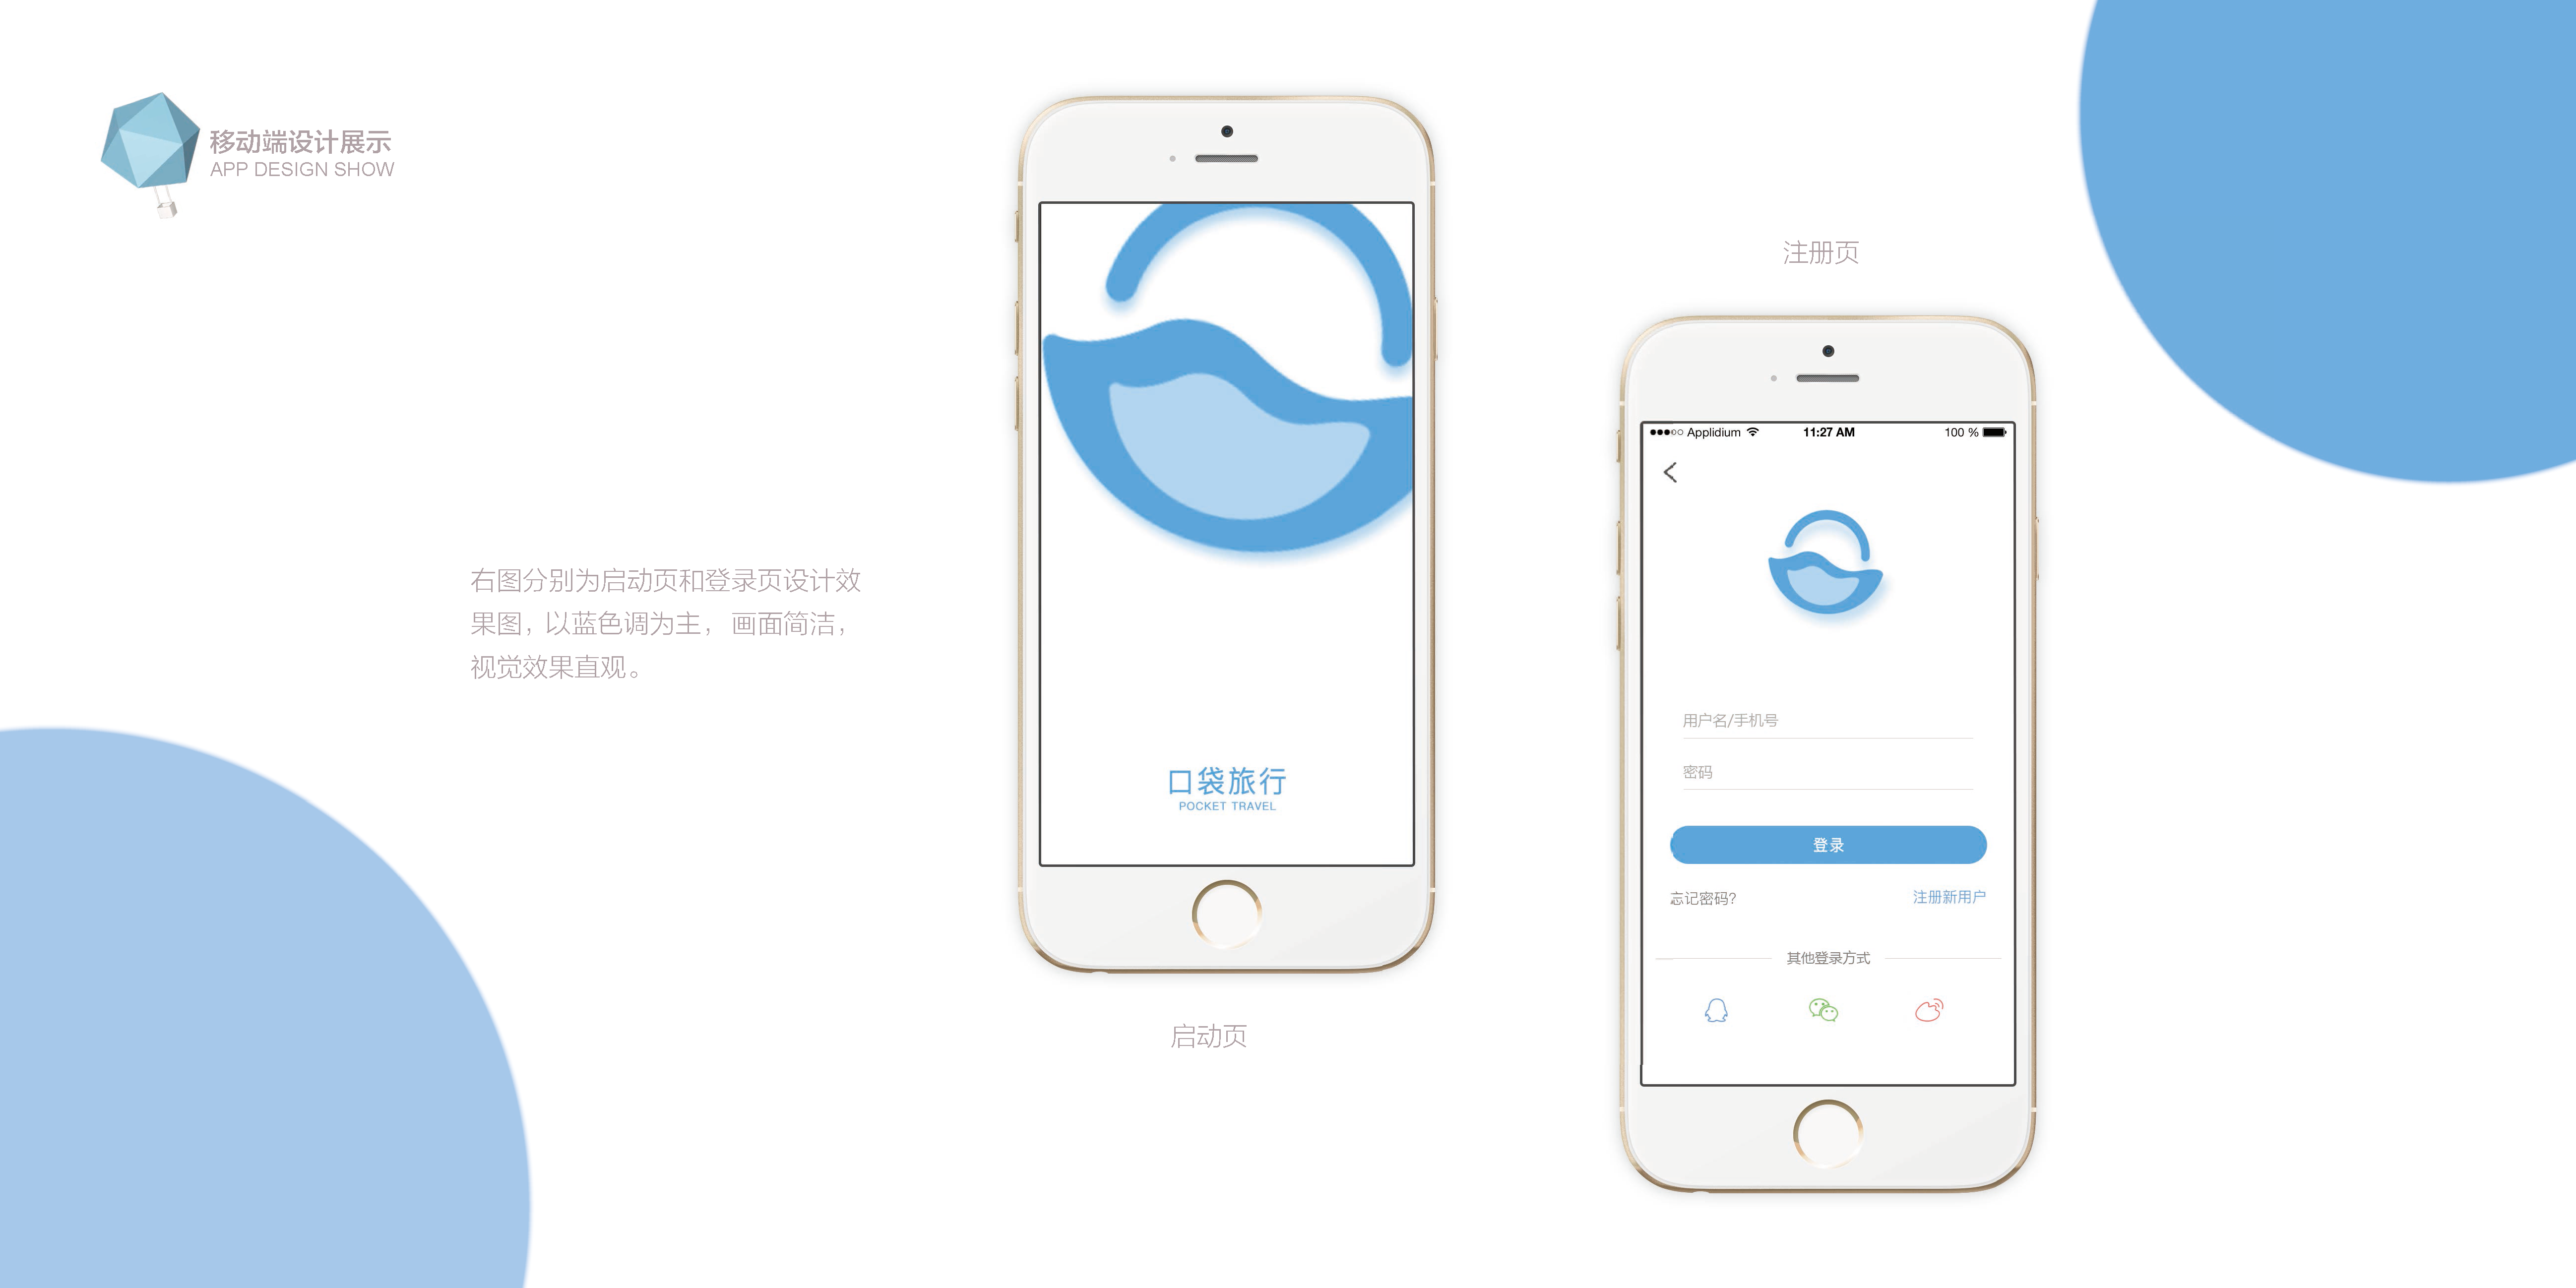 移动端设计展示
APP DESIGN SHOW
右图分别为启动页和登录页设计效
果图，以蓝色调为主，画面简洁，
视觉效果直观。
口袋旅行
POCKET TRAVEL
启动页
注册页
Applidium 11:27 AM 100 %
用户名/手机号
密码
登录
忘记密码? 注册新用户
其他登录方式